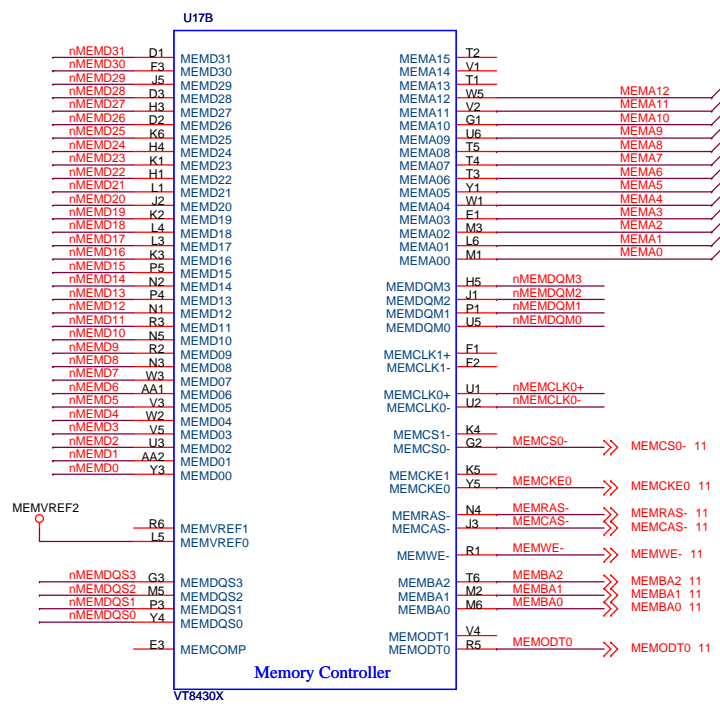 U17B
nMEMD31 D1 MEMD31 MEMA15 T2
nMEMD30 F3 MEMD30 MEMA14 V1
nMEMD29 J5 MEMD29 MEMA13 T1
nMEMD28 D3 MEMD28 MEMA12 W5 MEMA12
nMEMD27 H3 MEMD27 MEMA11 V2 MEMA11
nMEMD26 D2 MEMD26 MEMA10 G1 MEMA10
nMEMD25 K6 MEMD25 MEMA09 U6 MEMA9
nMEMD24 H4 MEMD24 MEMA08 T5 MEMA8
nMEMD23 K1 MEMD23 MEMA07 T4 MEMA7
nMEMD22 H1 MEMD22 MEMA06 T3 MEMA6
nMEMD21 L1 MEMD21 MEMA05 Y1 MEMA5
nMEMD20 J2 MEMD20 MEMA04 W1 MEMA4
nMEMD19 K2 MEMD19 MEMA03 E1 MEMA3
nMEMD18 L4 MEMD18 MEMA02 M3 MEMA2
nMEMD17 L3 MEMD17 MEMA01 L6 MEMA1
nMEMD16 K3 MEMD16 MEMA00 M1 MEMA0
nMEMD15 P5 MEMD15
nMEMD14 N2 MEMD14 MEMDQM3 H5 nMEMDQM3
nMEMD13 P4 MEMD13 MEMDQM2 J1 nMEMDQM2
nMEMD12 N1 MEMD12 MEMDQM1 P1 nMEMDQM1
nMEMD11 R3 MEMD11 MEMDQM0 U5 nMEMDQM0
nMEMD10 N5 MEMD10
nMEMD9 R2 MEMD09 MEMCLK1+ F1
nMEMD8 N3 MEMD08 MEMCLK1- F2
nMEMD7 W3 MEMD07
nMEMD6 AA1 MEMD06 MEMCLK0+ U1 nMEMCLK0+
nMEMD5 V3 MEMD05 MEMCLK0- U2 nMEMCLK0-
nMEMD4 W2 MEMD04
nMEMD3 V5 MEMD03 MEMCS1- K4
nMEMD2 U3 MEMD02 MEMCS0- G2 MEMCS0- MEMCS0- 11
nMEMD1 AA2 MEMD01
nMEMD0 Y3 MEMD00 MEMCKE1 K5
MEMCKE0 Y5 MEMCKE0 MEMCKE0 11
MEMVREF2
MEMRAS- N4 MEMRAS- MEMRAS- 11
R6 MEMVREF1 MEMCAS- J3 MEMCAS- MEMCAS- 11
L5 MEMVREF0
MEMWE- R1 MEMWE- MEMWE- 11
nMEMDQS3 G3 MEMDQS3 MEMBA2 T6 MEMBA2 MEMBA2 11
nMEMDQS2 M5 MEMDQS2 MEMBA1 M2 MEMBA1 MEMBA1 11
nMEMDQS1 P3 MEMDQS1 MEMBA0 M6 MEMBA0 MEMBA0 11
nMEMDQS0 Y4 MEMDQS0
MEMODT1 V4
E3 MEMCOMP MEMODT0 R5 MEMODT0 MEMODT0 11
Memory Controller
VT8430X